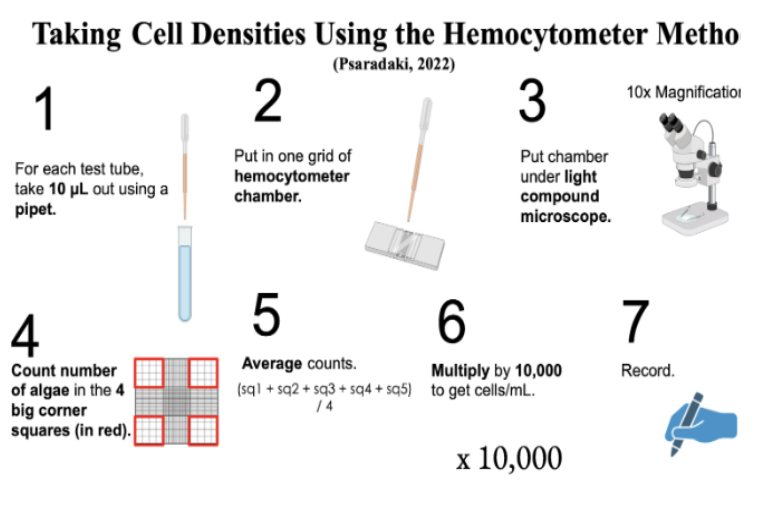 Taking Cell Densities Using the Hemocytometer Metho
(Psaradaki, 2022)
1
For each test tube,
take 10 µL out using a
pipet.
2
Put in one grid of
hemocytometer
chamber.
3
10x Magnification
Put chamber
under light
compound
microscope.
4
Count number
of algae in the 4
big corner
squares (in red).
5
Average counts.
(sq1 + sq2 + sq3 + sq4 + sq5)
/ 4
6
Multiply by 10,000
to get cells/mL.
x 10,000
7
Record.